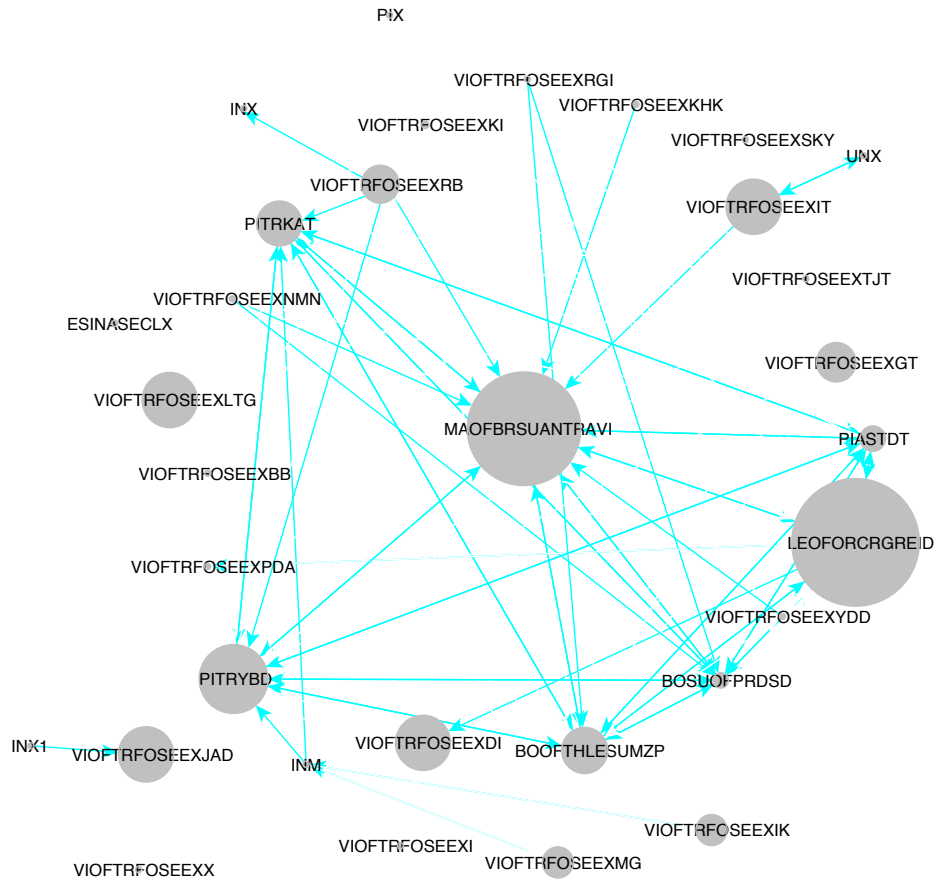 PIX
VIOFTRFOSEEXRGI
VIOFTRFOSEEXKHK
INX
VIOFTRFOSEEXKI
VIOFTRFOSEEXSKY
UNX
VIOFTRFOSEEXRB
VIOFTRFOSEEXIT
PITRKAT
VIOFTRFOSEEXTJT
VIOFTRFOSEEXNMN
ESINASECLX
VIOFTRFOSEEXGT
VIOFTRFOSEEXLTG
MAOFBRSUANTRAVI
PIASTDT
VIOFTRFOSEEXBB
LEOFORCRGREID
VIOFTRFOSEEXPDA
VIOFTRFOSEEXYDD
PITRYBD
BOSUOFPRDSD
INX1
VIOFTRFOSEEXJAD
VIOFTRFOSEEXDI
BOOFTHLESUMZP
INM
VIOFTRFOSEEXIK
VIOFTRFOSEEXI
VIOFTRFOSEEXMG
VIOFTRFOSEEXX